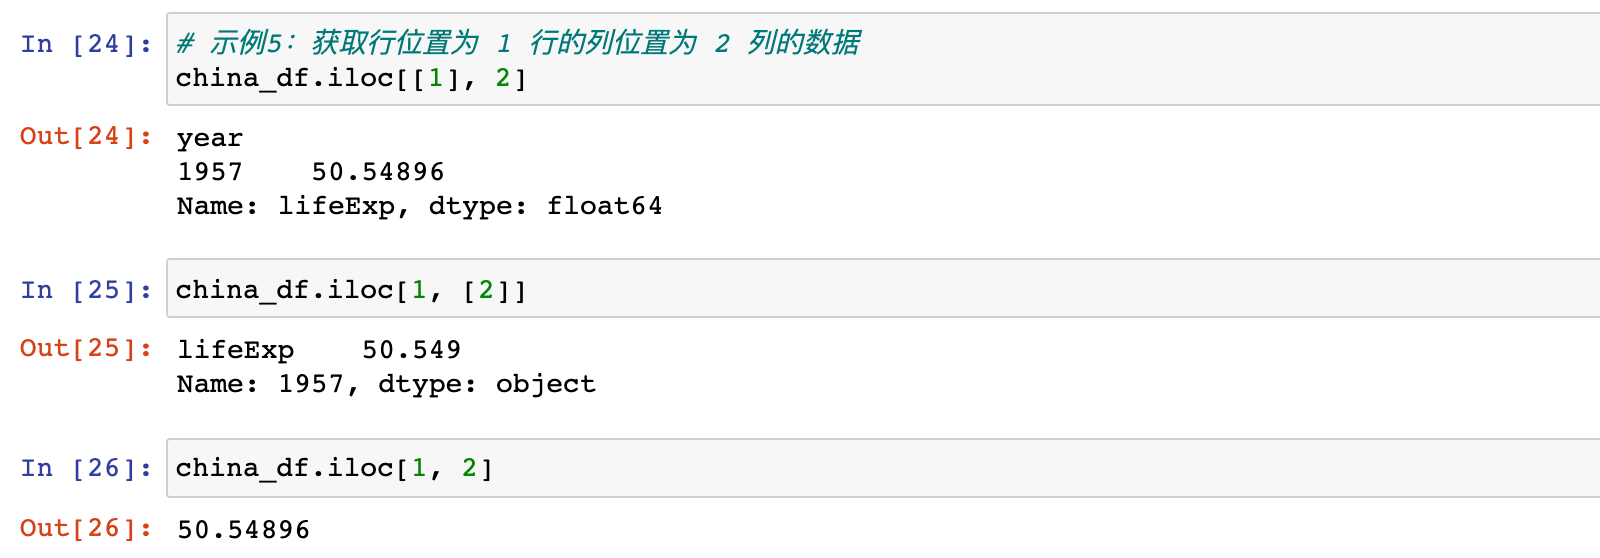 In [24]: # 示例5：获取行位置为 1 行的列位置为 2 列的数据
china_df.iloc[[1], 2]
Out[24]: year
1957    50.54896
Name: lifeExp, dtype: float64
In [25]: china_df.iloc[1, [2]]
Out[25]: lifeExp    50.549
Name: 1957, dtype: object
In [26]: china_df.iloc[1, 2]
Out[26]: 50.54896